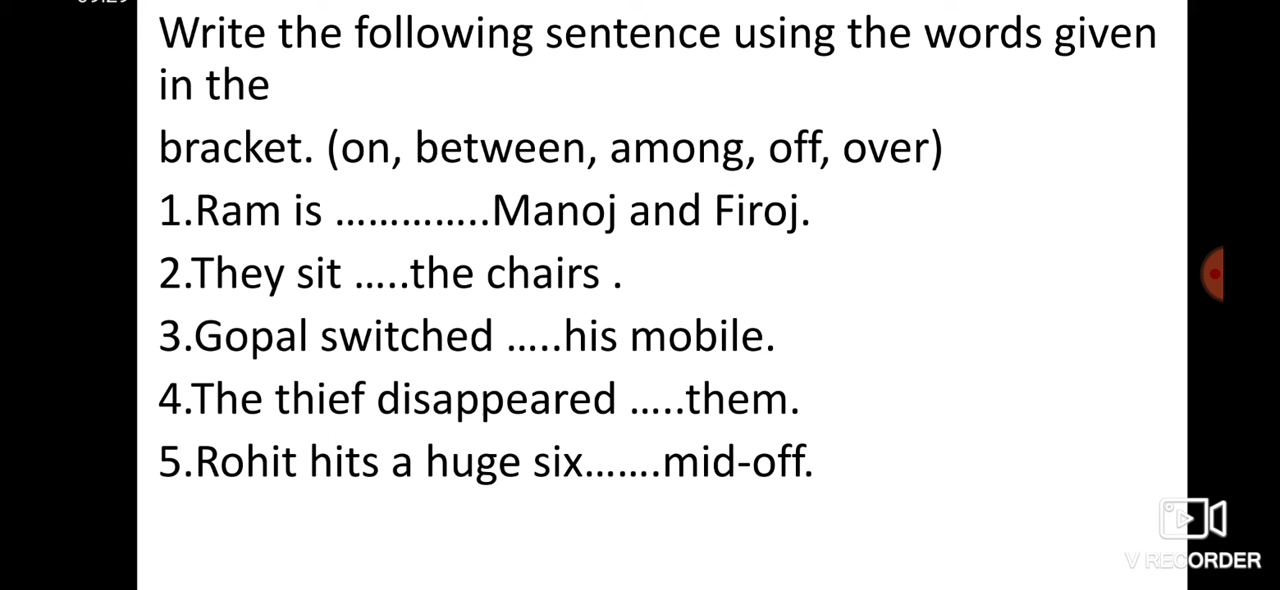 Write the following sentence using the words given
in the
bracket. (on, between, among, off, over)
1.Ram is …………..Manoj and Firoj.
2.They sit …..the chairs .
3.Gopal switched …..his mobile.
4.The thief disappeared …..them.
5.Rohit hits a huge six…….mid-off.
V RECORDER